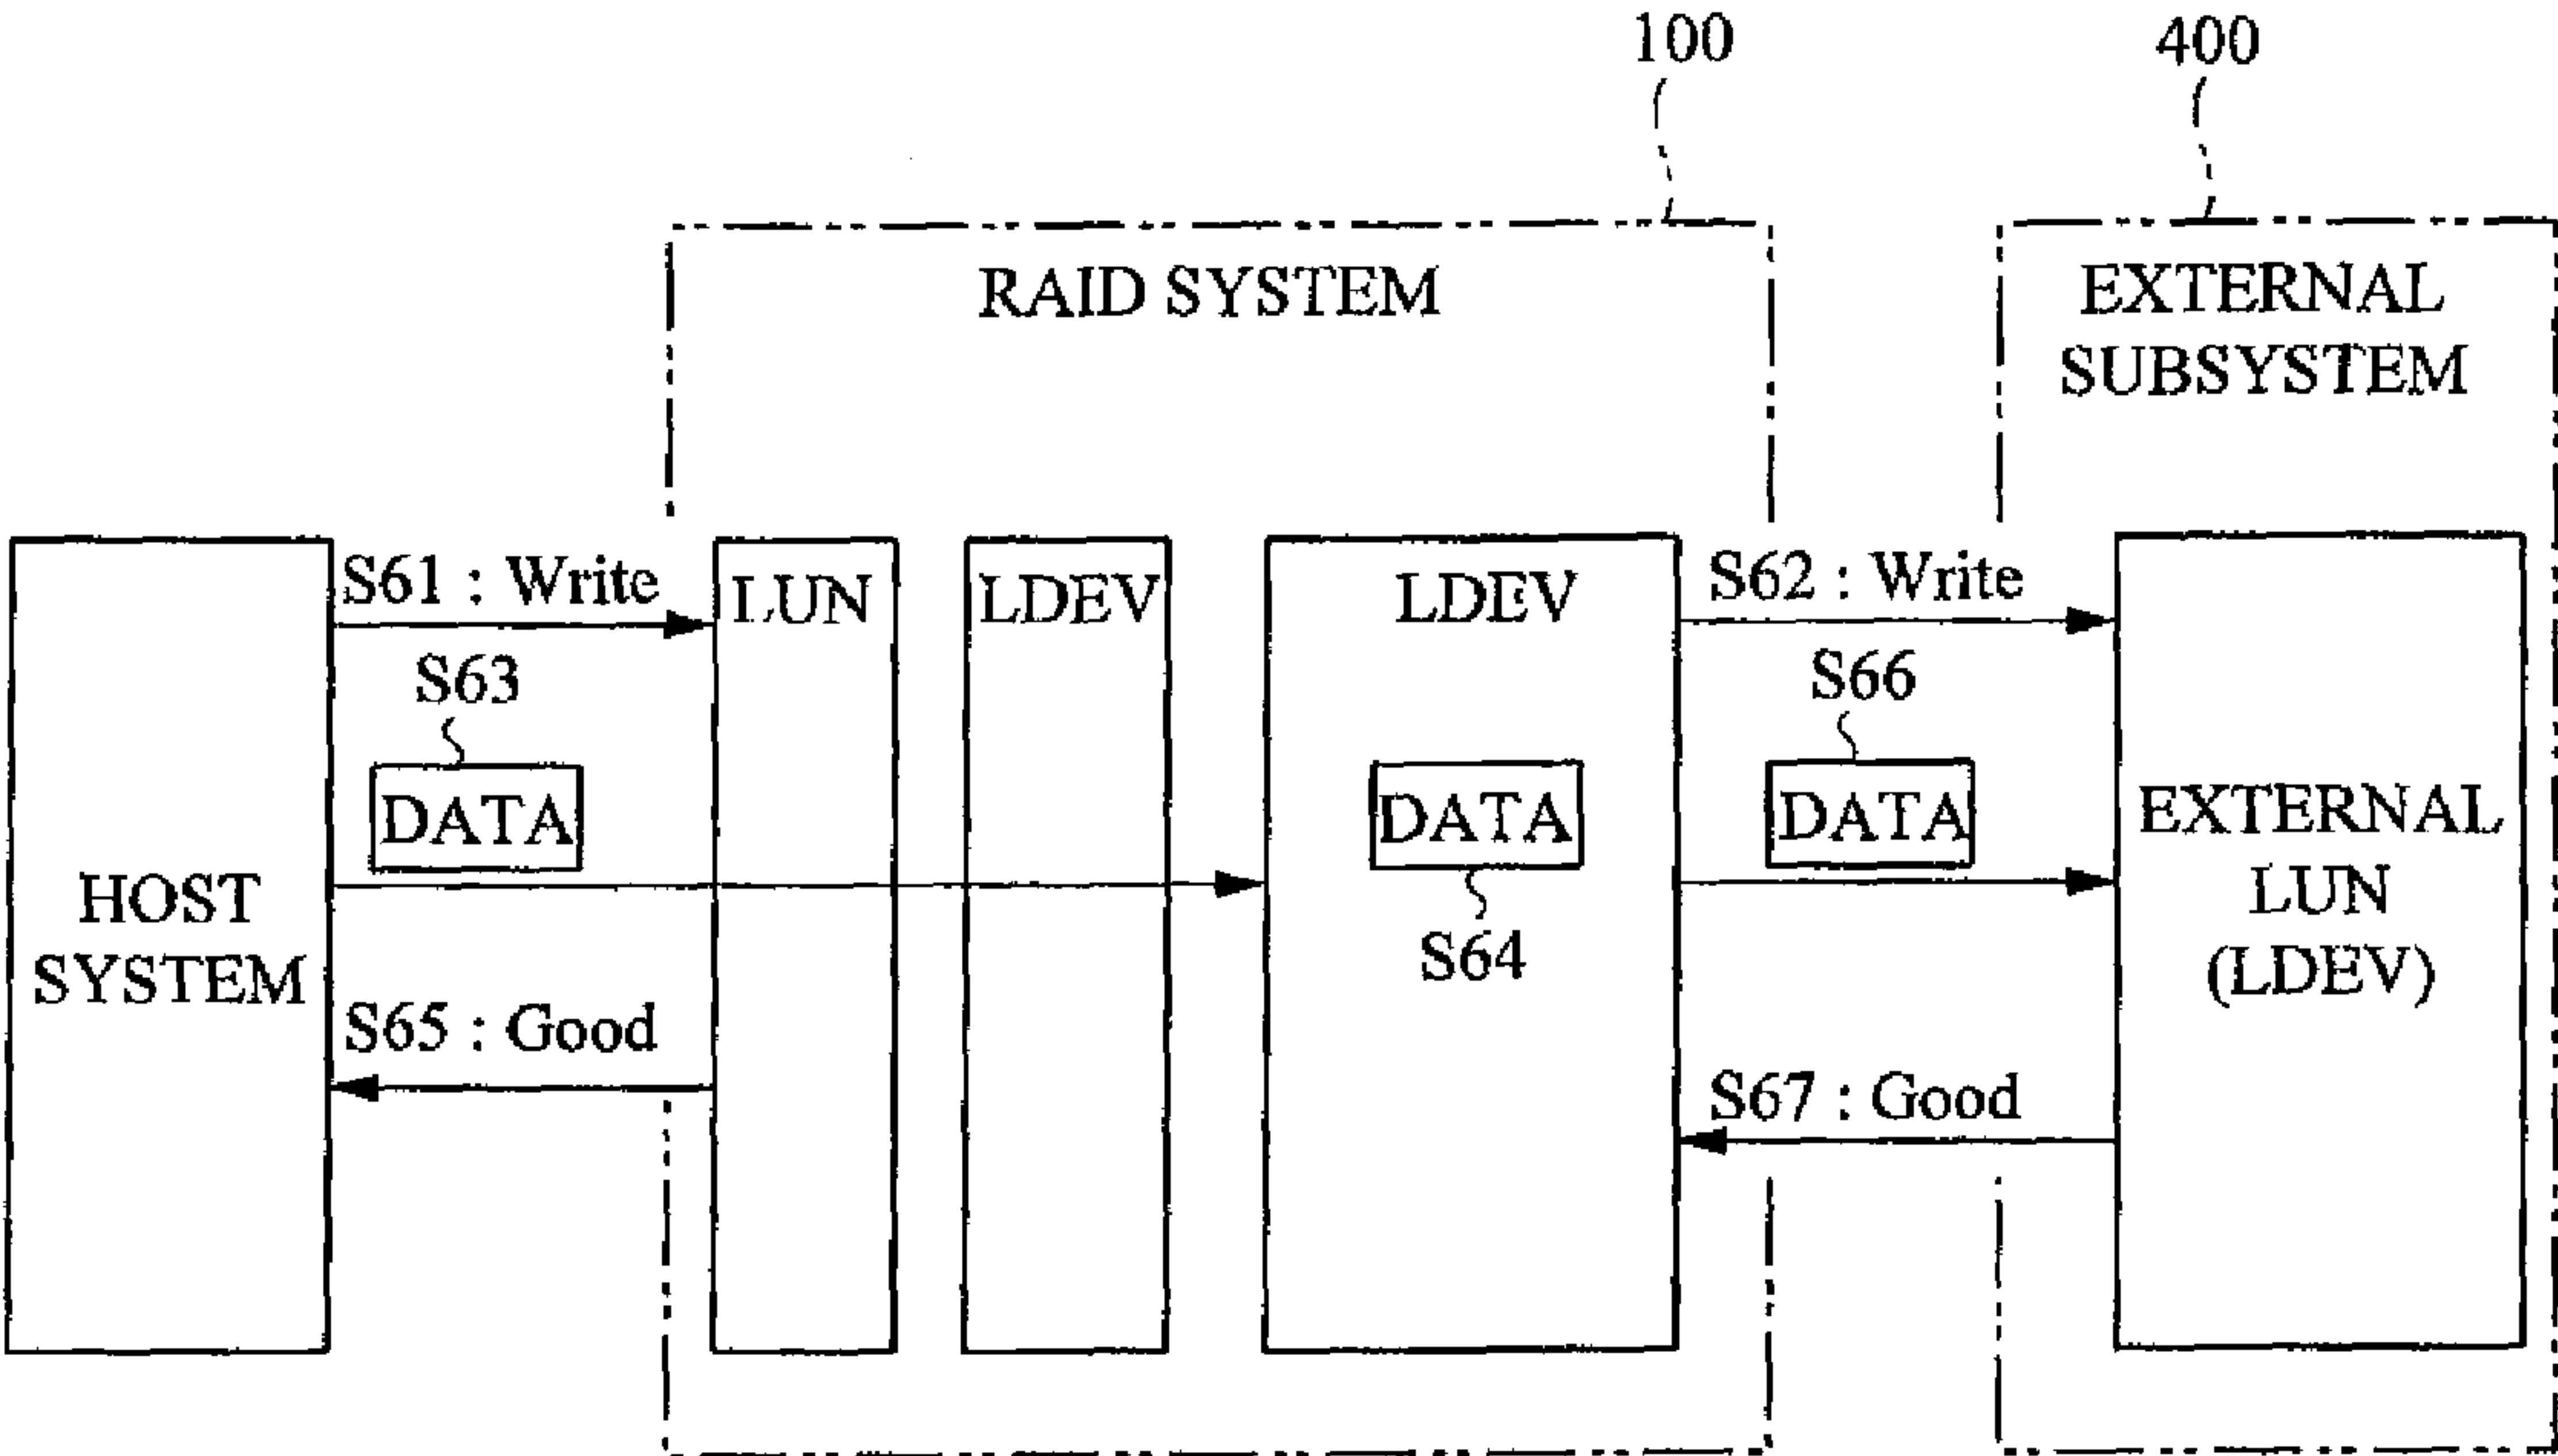 100
400
RAID SYSTEM
EXTERNAL
SUBSYSTEM
S61 : Write
LUN
LDEV
LDEV
S62 : Write
S63
S66
DATA
DATA
DATA
HOST
SYSTEM
EXTERNAL
LUN
(LDEV)
S64
S65 : Good
S67 : Good